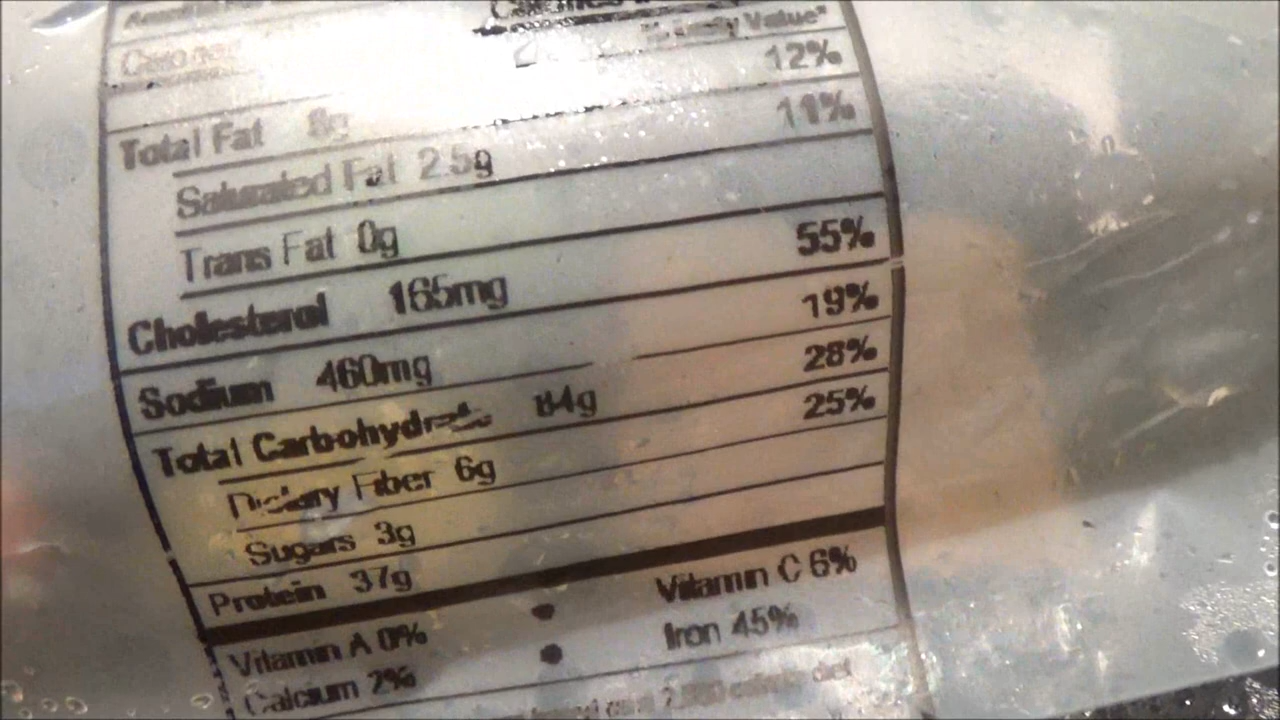 Value*
12%
Total Fat 8g
11%
Saturated Fat 2.5g
Trans Fat 0g
Cholesterol 165mg 55%
Sodium 460mg 19%
Total Carbohydrate 84g 28%
Dietary Fiber 6g 25%
Sugars 3g
Protein 37g
Vitamin A 0% • Vitamin C 6%
Calcium 2% • Iron 45%
diet